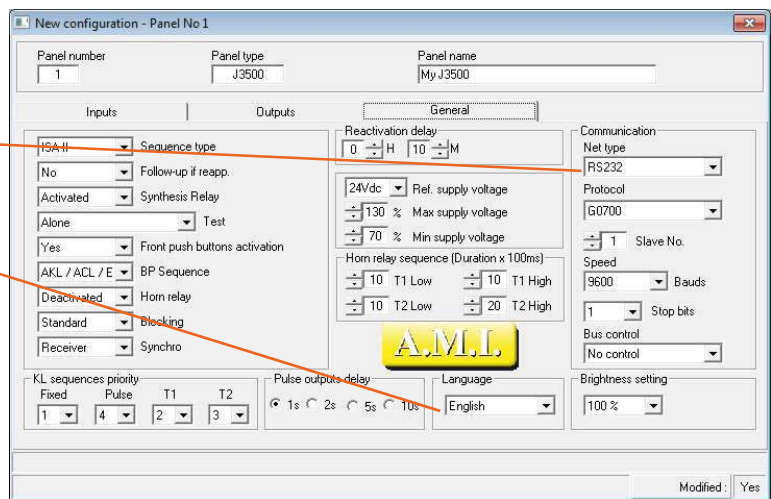 New configuration - Panel No 1
Panel number Panel type Panel name
1 J3500 My J3500
Inputs Outputs General
ISA II Sequence type
No Follow-up if reapp.
Activated Synthesis Relay
Alone Test
Yes Front push buttons activation
AKL / ACL / E BP Sequence
Deactivated Horn relay
Standard Blocking
Receiver Synchro
Reactivation delay
0 H 10 M
24Vdc Ref. supply voltage
130 % Max supply voltage
70 % Min supply voltage
Horn relay sequence (Duration x 100ms)
10 T1 Low 10 T1 High
10 T2 Low 20 T2 High
A.M.I.
Communication
Net type
RS232
Protocol
G0700
1 Slave No.
Speed
9600 Bauds
1 Stop bits
Bus control
No control
KL sequences priority
Fixed Pulse T1 T2
1 4 2 3
Pulse outputs delay
1s 2s 5s 10s
Language
English
Brightness setting
100 %
Modified : Yes